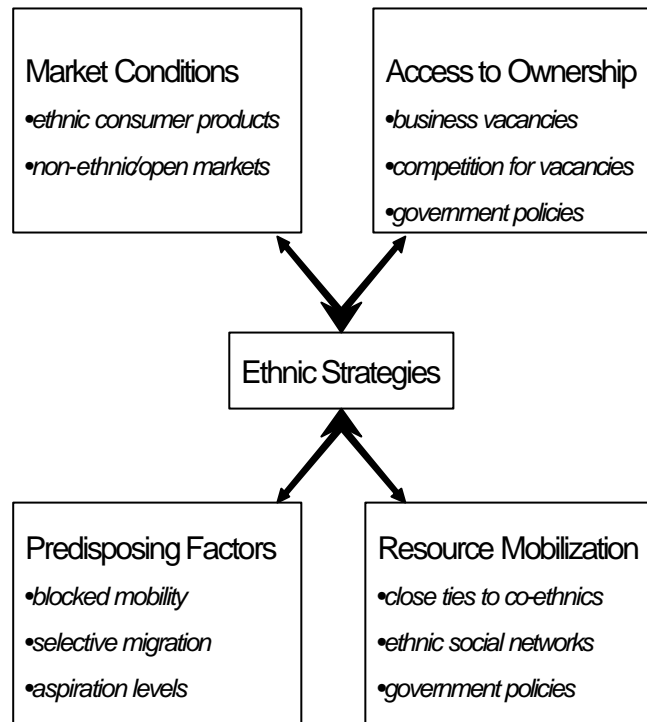 Market Conditions
•ethnic consumer products
•non-ethnic/open markets
Access to Ownership
•business vacancies
•competition for vacancies
•government policies
Ethnic Strategies
Predisposing Factors
•blocked mobility
•selective migration
•aspiration levels
Resource Mobilization
•close ties to co-ethnics
•ethnic social networks
•government policies